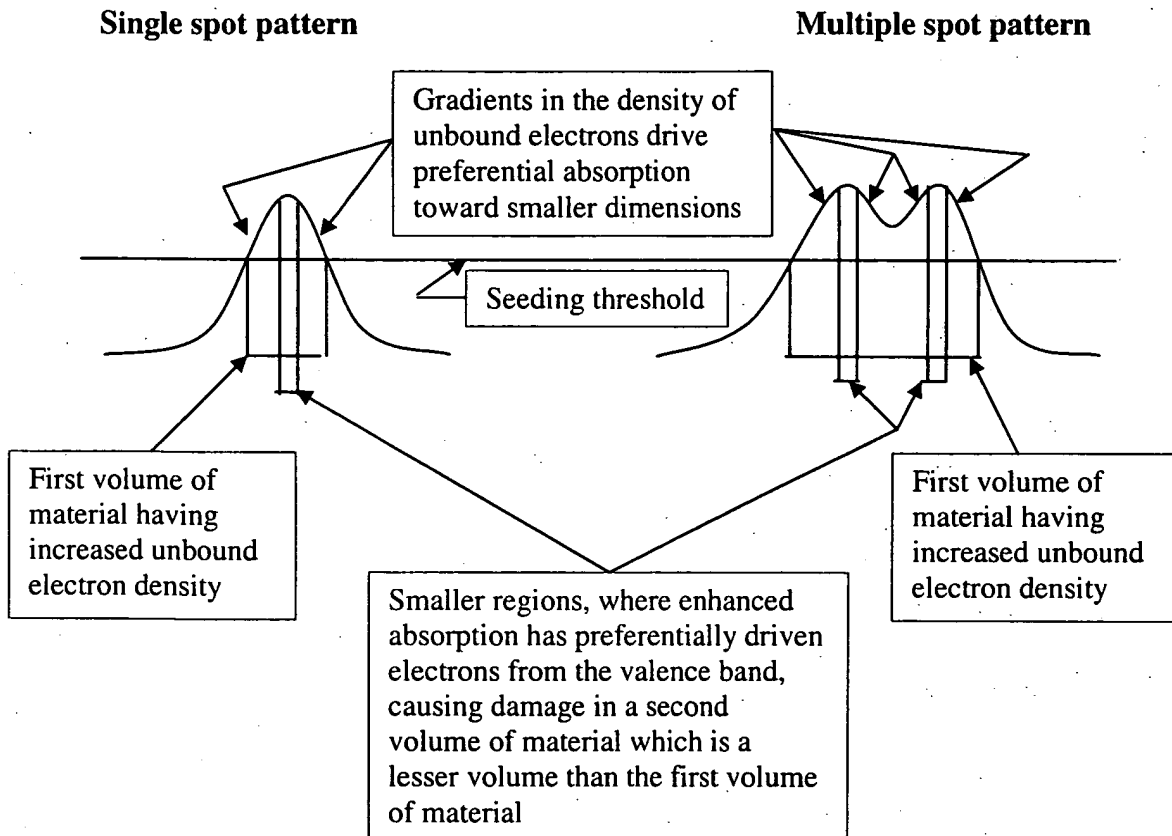 Single spot pattern
Multiple spot pattern
Gradients in the density of
unbound electrons drive
preferential absorption
toward smaller dimensions
Seeding threshold
First volume of
material having
increased unbound
electron density
First volume of
material having
increased unbound
electron density
Smaller regions, where enhanced
absorption has preferentially driven
electrons from the valence band,
causing damage in a second
volume of material which is a
lesser volume than the first volume
of material